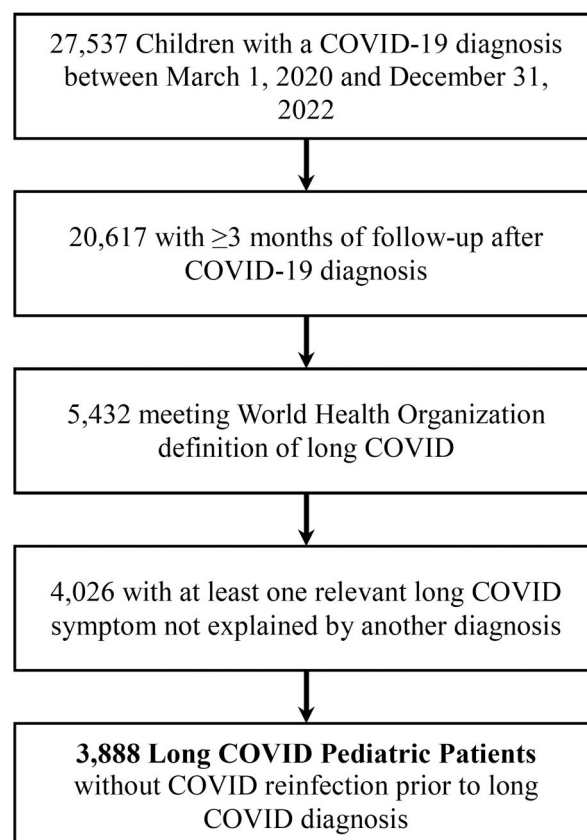 27,537 Children with a COVID-19 diagnosis
between March 1, 2020 and December 31,
2022
20,617 with ≥3 months of follow-up after
COVID-19 diagnosis
5,432 meeting World Health Organization
definition of long COVID
4,026 with at least one relevant long COVID
symptom not explained by another diagnosis
3,888 Long COVID Pediatric Patients
without COVID reinfection prior to long
COVID diagnosis